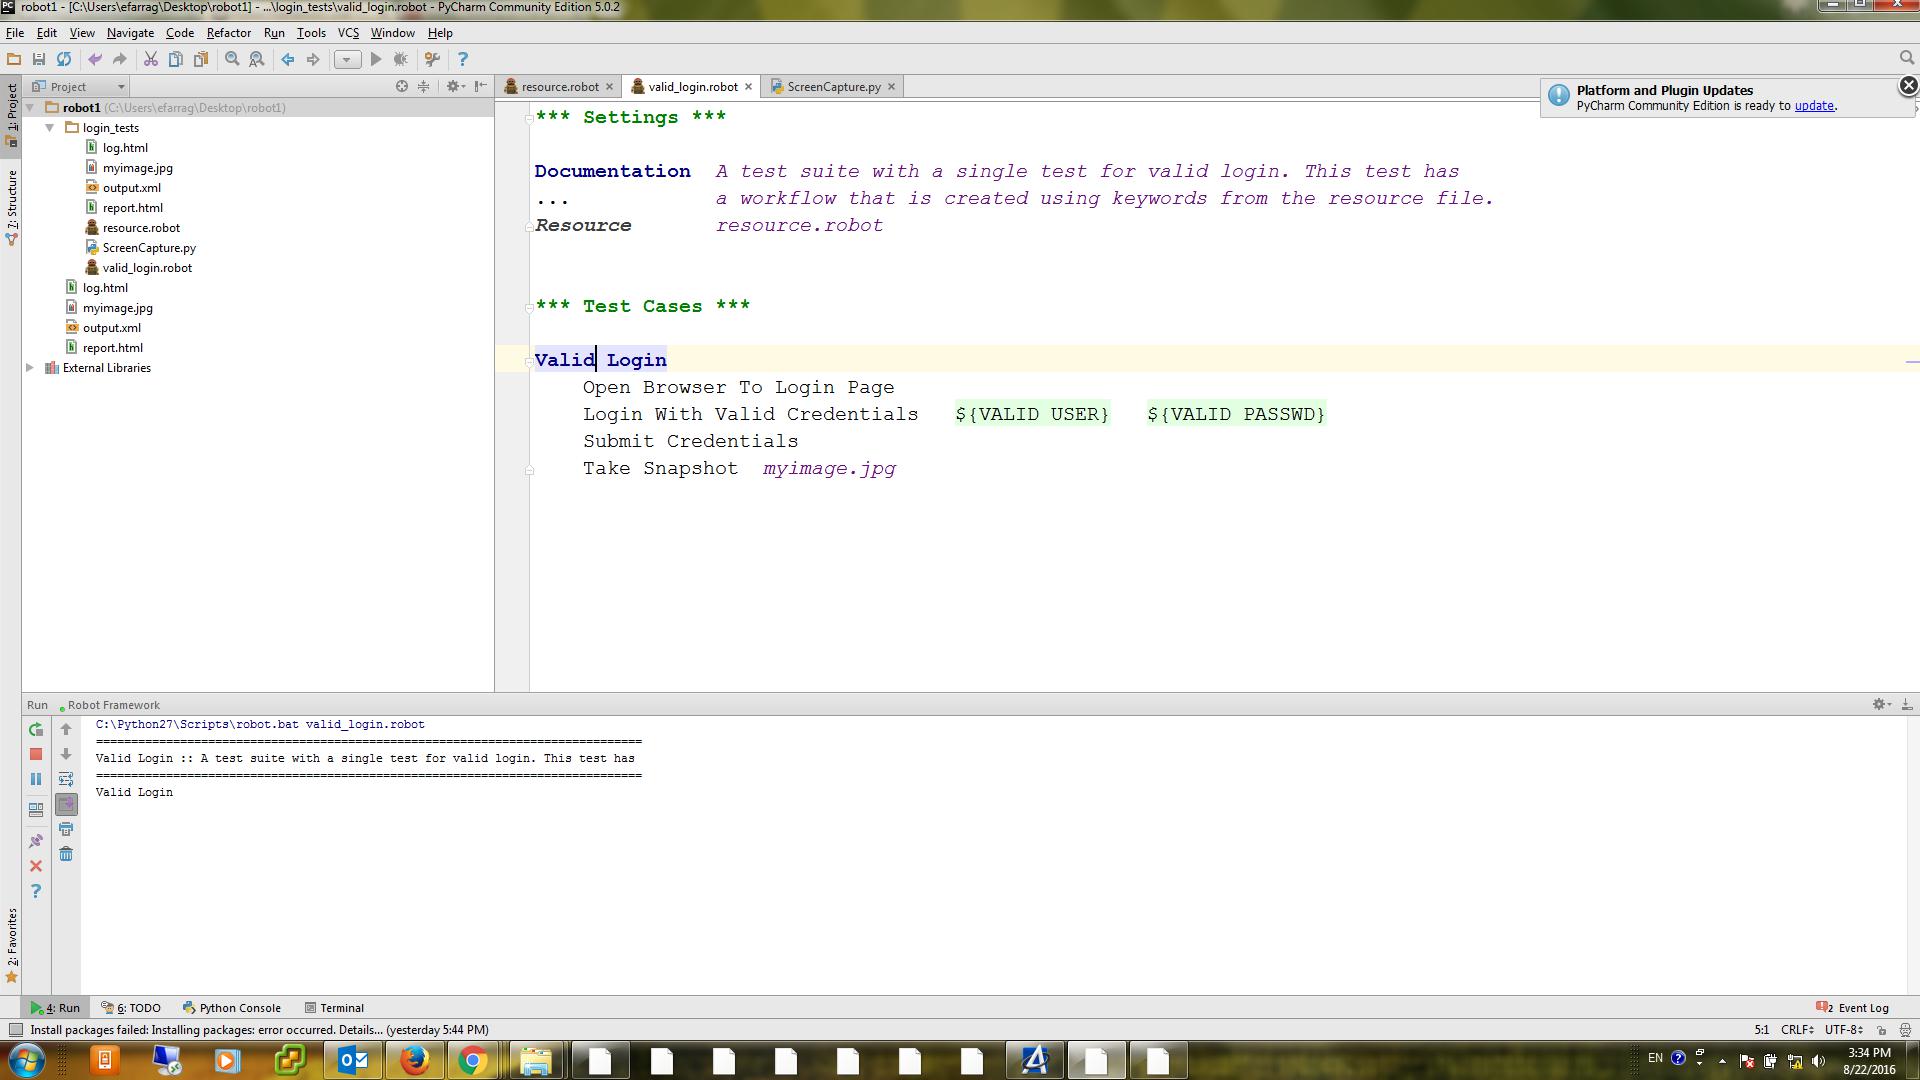 robot1 - [C:\Users\efarrag\Desktop\robot1] - ...\login_tests\valid_login.robot - PyCharm Community Edition 5.0.2
File Edit View Navigate Code Refactor Run Tools VCS Window Help
Project
resource.robot
valid_login.robot
ScreenCapture.py
Platform and Plugin Updates
PyCharm Community Edition is ready to update.
1: Project
7: Structure
2: Favorites
robot1 (C:\Users\efarrag\Desktop\robot1)
login_tests
log.html
myimage.jpg
output.xml
report.html
resource.robot
ScreenCapture.py
valid_login.robot
log.html
myimage.jpg
output.xml
report.html
External Libraries
*** Settings ***
Documentation A test suite with a single test for valid login. This test has
... a workflow that is created using keywords from the resource file.
Resource resource.robot
*** Test Cases ***
Valid Login
Open Browser To Login Page
Login With Valid Credentials ${VALID USER} ${VALID PASSWD}
Submit Credentials
Take Snapshot myimage.jpg
Run Robot Framework
C:\Python27\Scripts\robot.bat valid_login.robot
==============================================================================
Valid Login :: A test suite with a single test for valid login. This test has
==============================================================================
Valid Login
4: Run 6: TODO Python Console Terminal 2 Event Log
Install packages failed: Installing packages: error occurred. Details... (yesterday 5:44 PM) 5:1 CRLF UTF-8
EN
3:34 PM
8/22/2016